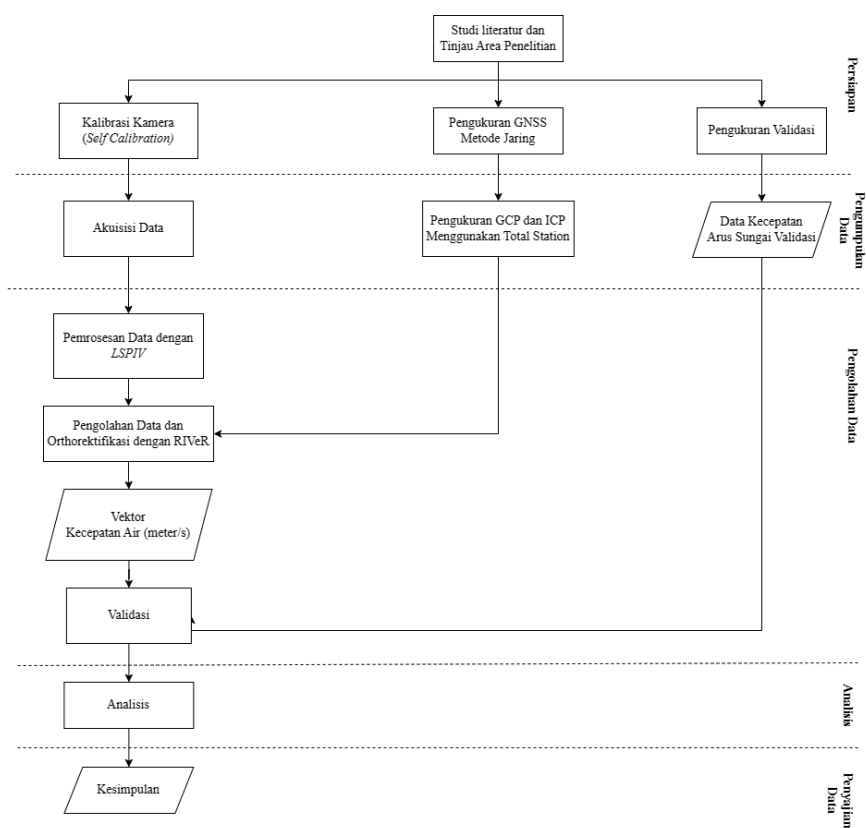 Studi literatur dan
Tinjau Area Penelitian
Persiapan
Kalibrasi Kamera
(Self Calibration)
Pengukuran GNSS
Metode Jaring
Pengukuran Validasi
Akuisisi Data
Pengukuran GCP dan ICP
Menggunakan Total Station
Data Kecepatan
Arus Sungai Validasi
Pengumpulan
Data
Pemrosesan Data dengan
LSPIV
Pengolahan Data
Pengolahan Data dan
Orthorektifikasi dengan RIVeR
Vektor
Kecepatan Air (meter/s)
Validasi
Analisis
Analisis
Kesimpulan
Penyajian
Data